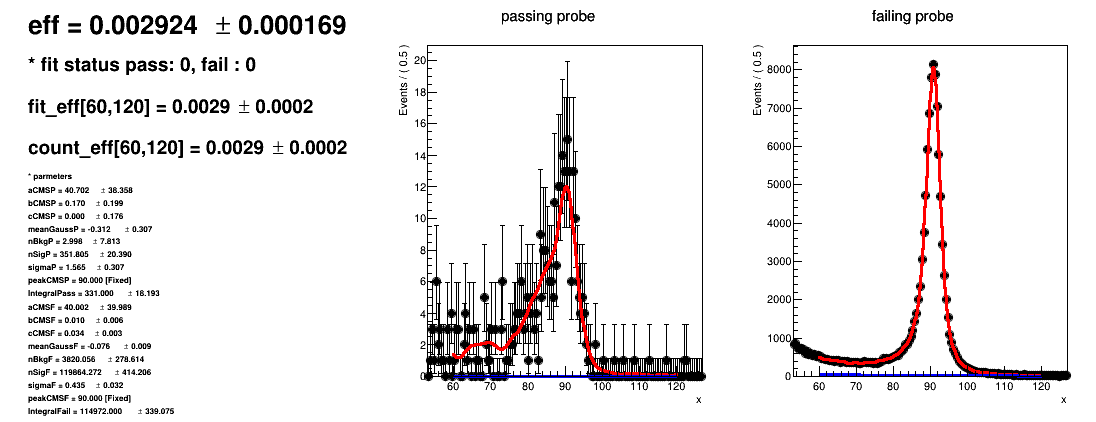 eff = 0.002924 ± 0.000169
* fit status pass: 0, fail : 0
fit_eff[60,120] = 0.0029 ± 0.0002
count_eff[60,120] = 0.0029 ± 0.0002
* parmeters
aCMSP = 40.702 ± 38.358
bCMSP = 0.170 ± 0.199
cCMSP = 0.000 ± 0.176
meanGaussP = -0.312 ± 0.307
nBkgP = 2.998 ± 7.813
nSigP = 351.805 ± 20.390
sigmaP = 1.565 ± 0.307
peakCMSP = 90.000 [Fixed]
IntegralPass = 331.000 ± 18.193
aCMSF = 40.002 ± 39.989
bCMSF = 0.010 ± 0.006
cCMSF = 0.034 ± 0.003
meanGaussF = -0.076 ± 0.009
nBkgF = 3820.056 ± 278.614
nSigF = 119864.272 ± 414.206
sigmaF = 0.435 ± 0.032
peakCMSF = 90.000 [Fixed]
IntegralFail = 114972.000 ± 339.075
passing probe
Events / ( 0.5 )
20
18
16
14
12
10
8
6
4
2
0
60 70 80 90 100 110 120
x
failing probe
Events / ( 0.5 )
8000
7000
6000
5000
4000
3000
2000
1000
0
60 70 80 90 100 110 120
x